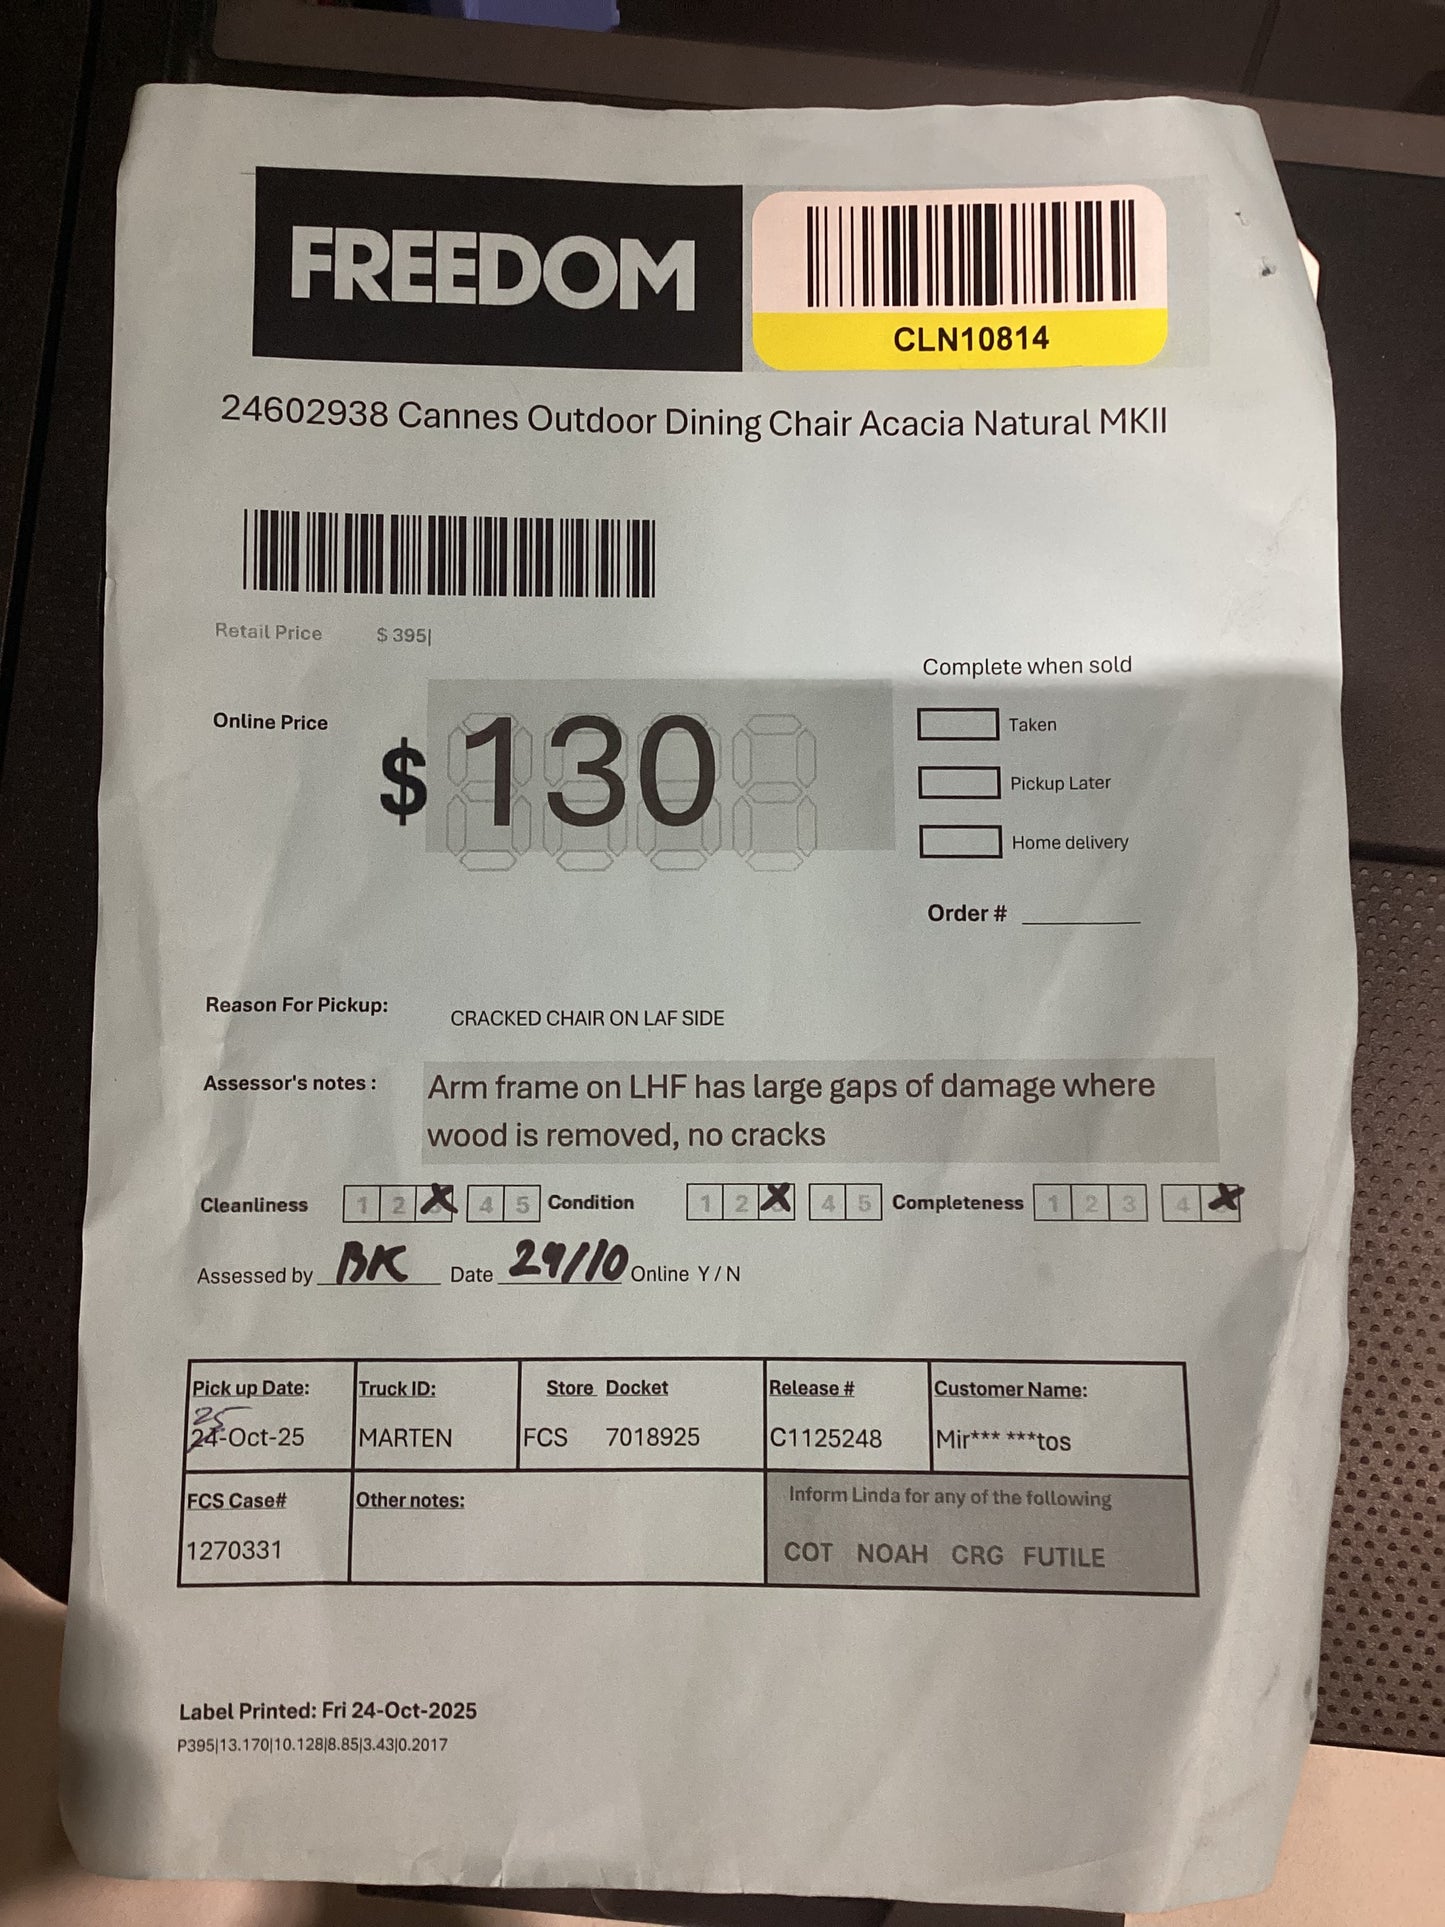 FREEDOM
CLN10814
24602938 Cannes Outdoor Dining Chair Acacia Natural MKII
Retail Price $ 395|
Complete when sold
Online Price $ 130
Taken
Pickup Later
Home delivery
Order #
Reason For Pickup: CRACKED CHAIR ON LAF SIDE
Assessor's notes : Arm frame on LHF has large gaps of damage where
wood is removed, no cracks
Cleanliness 1 2 X 4 5 Condition 1 2 X 4 5 Completeness 1 2 3 4 X
Assessed by BK Date 29/10 Online Y / N
Pick up Date: Truck ID: Store Docket Release # Customer Name:
25
24-Oct-25 MARTEN FCS 7018925 C1125248 Mir*** ***tos
FCS Case# Other notes: Inform Linda for any of the following
1270331 COT NOAH CRG FUTILE
Label Printed: Fri 24-Oct-2025
P395|13.170|10.128|8.85|3.43|0.2017